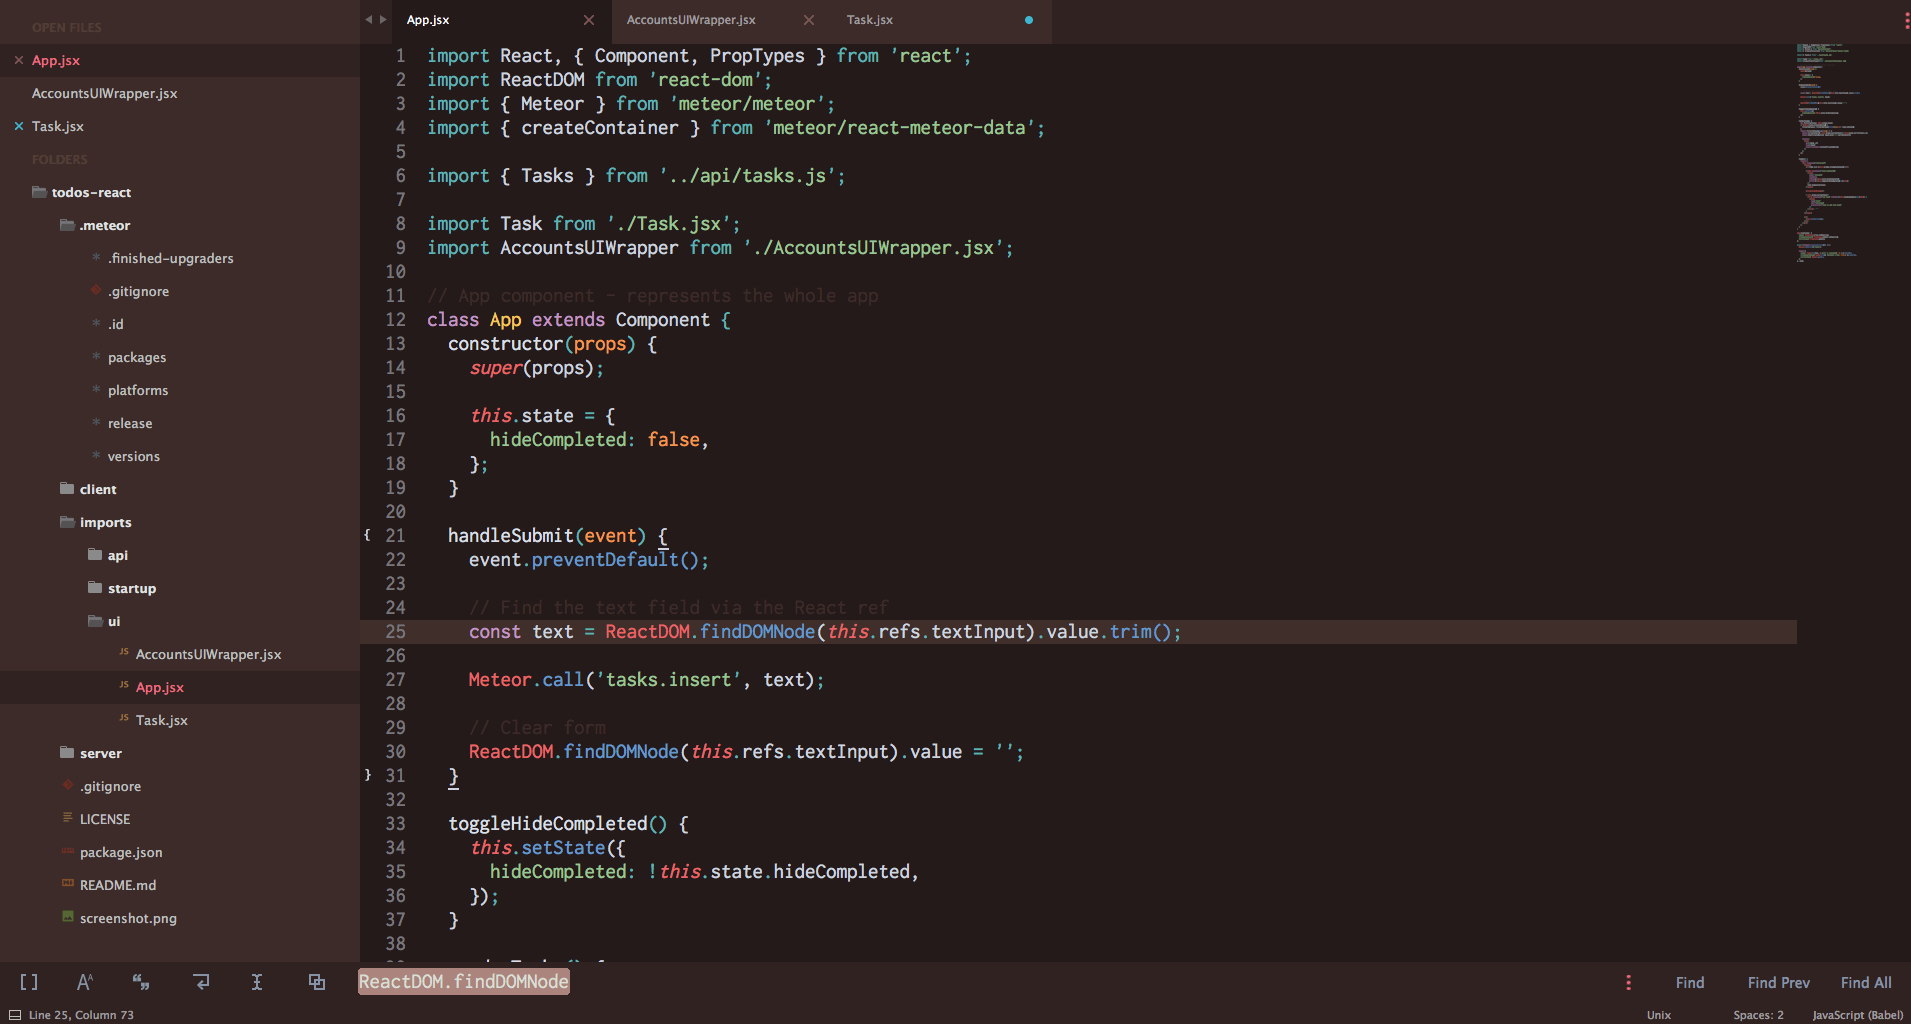 OPEN FILES
App.jsx
AccountsUIWrapper.jsx
Task.jsx
FOLDERS
todos-react
.meteor
.finished-upgraders
.gitignore
.id
packages
platforms
release
versions
client
imports
api
startup
ui
JS AccountsUIWrapper.jsx
JS App.jsx
JS Task.jsx
server
.gitignore
LICENSE
package.json
README.md
screenshot.png
App.jsx AccountsUIWrapper.jsx Task.jsx
1 import React, { Component, PropTypes } from 'react';
2 import ReactDOM from 'react-dom';
3 import { Meteor } from 'meteor/meteor';
4 import { createContainer } from 'meteor/react-meteor-data';
5
6 import { Tasks } from '../api/tasks.js';
7
8 import Task from './Task.jsx';
9 import AccountsUIWrapper from './AccountsUIWrapper.jsx';
10
11 // App component - represents the whole app
12 class App extends Component {
13 constructor(props) {
14 super(props);
15
16 this.state = {
17 hideCompleted: false,
18 };
19 }
20
{ 21 handleSubmit(event) {
22 event.preventDefault();
23
24 // Find the text field via the React ref
25 const text = ReactDOM.findDOMNode(this.refs.textInput).value.trim();
26
27 Meteor.call('tasks.insert', text);
28
29 // Clear form
30 ReactDOM.findDOMNode(this.refs.textInput).value = '';
} 31 }
32
33 toggleHideCompleted() {
34 this.setState({
35 hideCompleted: !this.state.hideCompleted,
36 });
37 }
38
ReactDOM.findDOMNode
Find Find Prev Find All
Line 25, Column 73
Unix Spaces: 2 JavaScript (Babel)